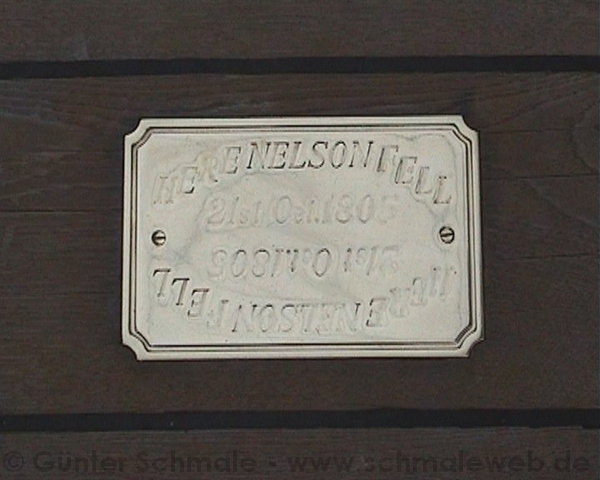 HERE NELSON FELL
21st Oct. 1805
21st Oct. 1805
HERE NELSON FELL
© Günter Schmale - www.schmaleweb.de